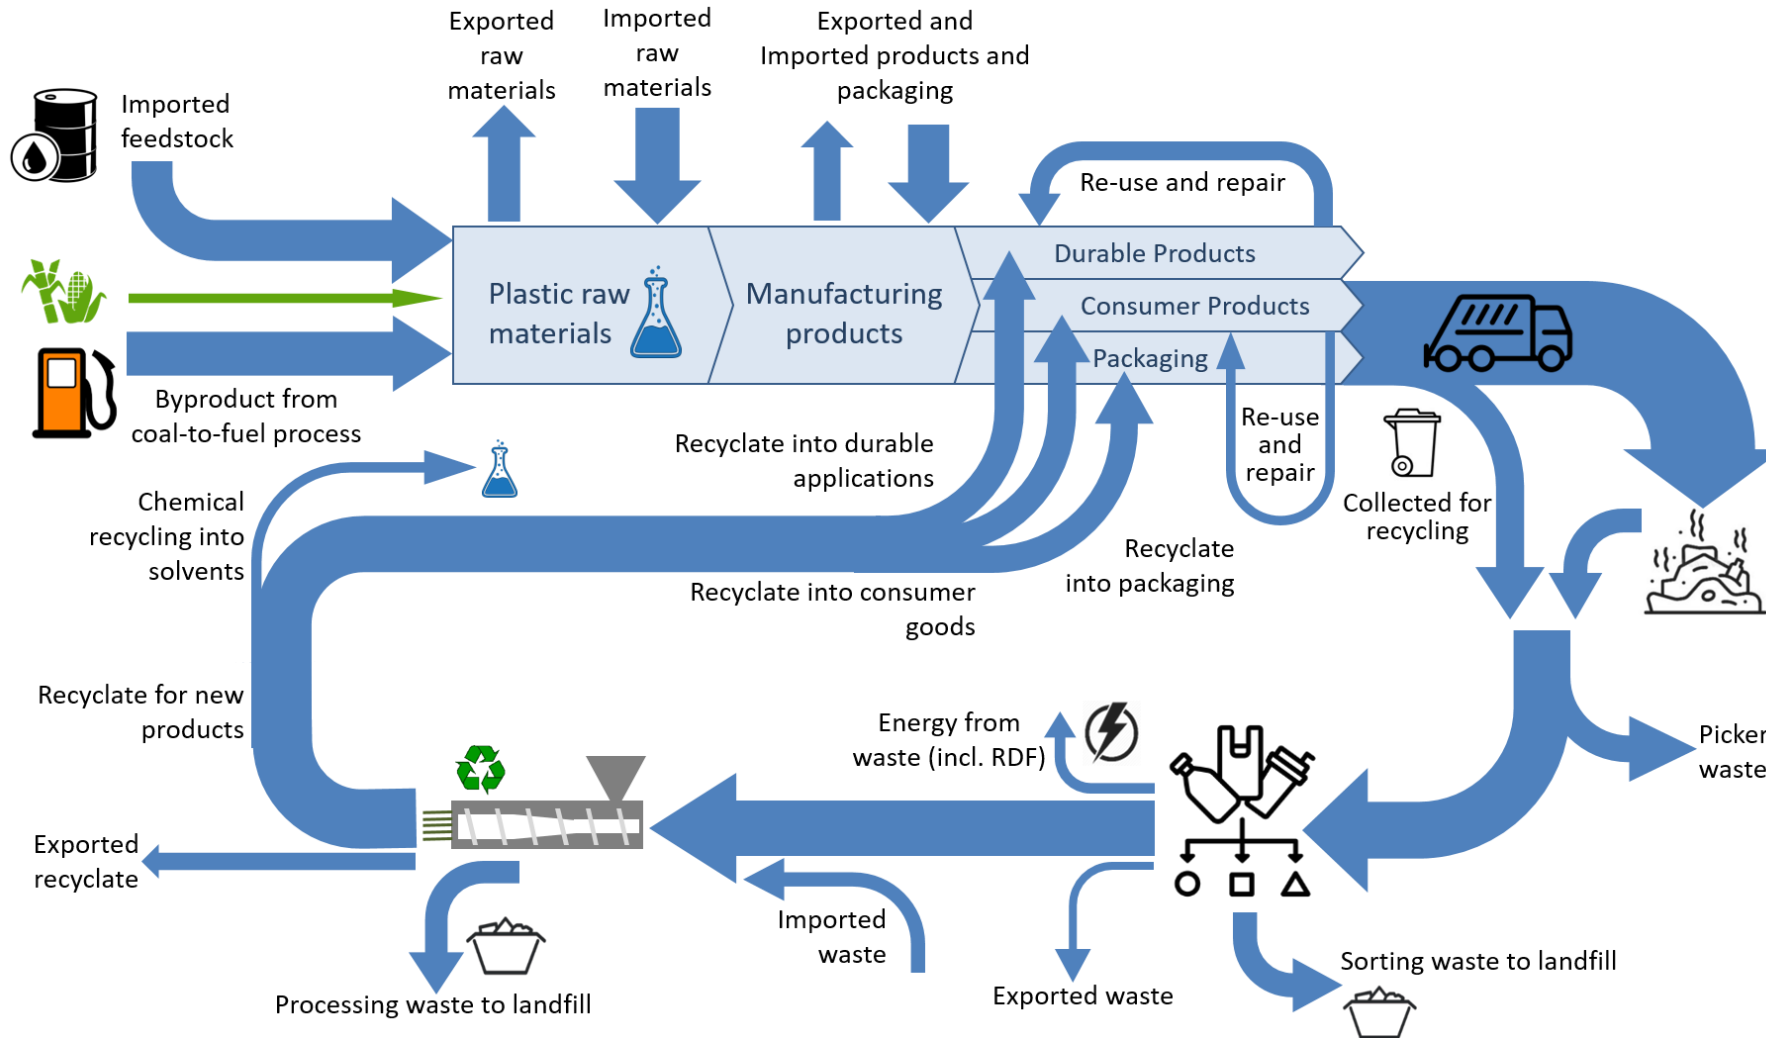 Exported
raw
materials
Imported
raw
materials
Exported and
Imported products and
packaging
Imported
feedstock
Re-use and repair
Durable Products
Plastic raw
materials
Manufacturing
products
Consumer Products
Packaging
Byproduct from
coal-to-fuel process
Re-use
and
repair
Recyclate into durable
applications
Chemical
recycling into
solvents
Collected for
recycling
Recyclate
into packaging
Recyclate into consumer
goods
Recyclate for new
products
Energy from
waste (incl. RDF)
Picker
waste
Exported
recyclate
Imported
waste
Sorting waste to landfill
Exported waste
Processing waste to landfill